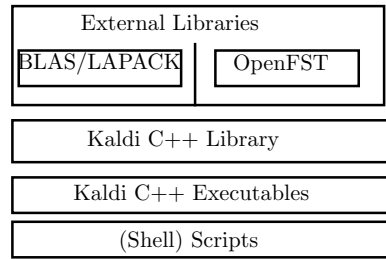 External Libraries
BLAS/LAPACK
OpenFST
Kaldi C++ Library
Kaldi C++ Executables
(Shell) Scripts